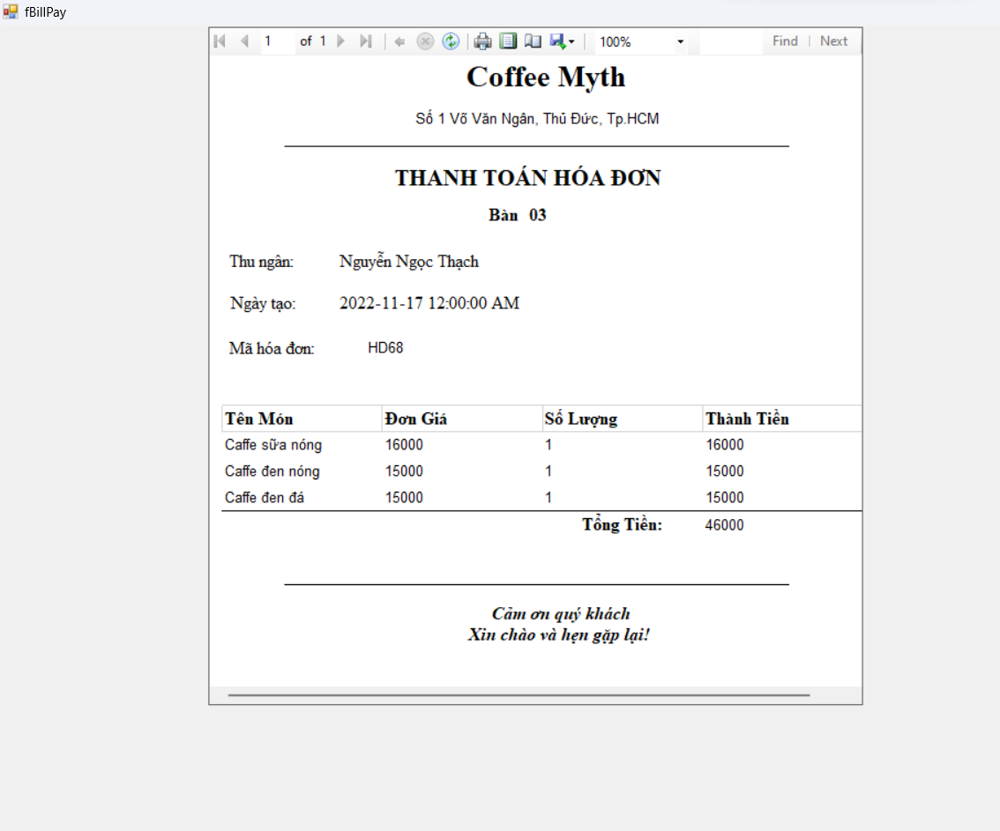 fBillPay
1 of 1 100% Find | Next
Coffee Myth
Số 1 Võ Văn Ngân, Thủ Đức, Tp.HCM
THANH TOÁN HÓA ĐƠN
Bàn 03
Thu ngân: Nguyễn Ngọc Thạch
Ngày tạo: 2022-11-17 12:00:00 AM
Mã hóa đơn: HD68
Tên Món Đơn Giá Số Lượng Thành Tiền
Caffe sữa nóng 16000 1 16000
Caffe đen nóng 15000 1 15000
Caffe đen đá 15000 1 15000
Tổng Tiền: 46000
Cảm ơn quý khách
Xin chào và hẹn gặp lại!